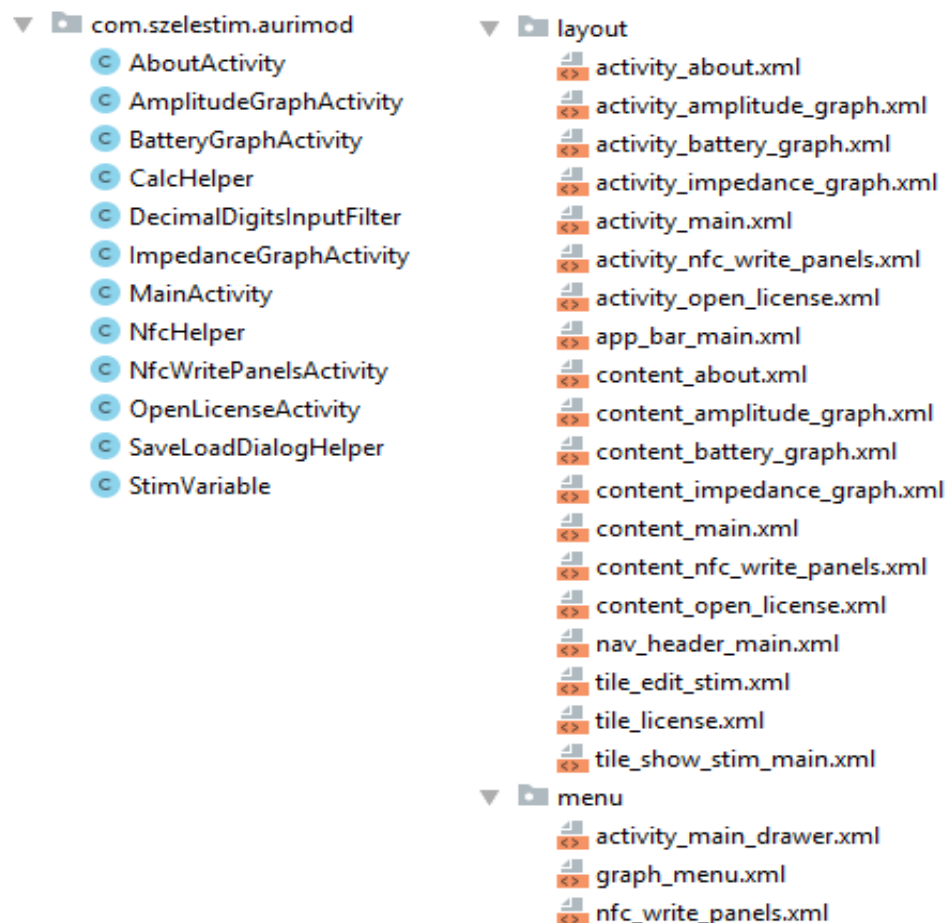 com.szelestim.aurimod
C AboutActivity
C AmplitudeGraphActivity
C BatteryGraphActivity
C CalcHelper
C DecimalDigitsInputFilter
C ImpedanceGraphActivity
C MainActivity
C NfcHelper
C NfcWritePanelsActivity
C OpenLicenseActivity
C SaveLoadDialogHelper
C StimVariable
layout
activity_about.xml
activity_amplitude_graph.xml
activity_battery_graph.xml
activity_impedance_graph.xml
activity_main.xml
activity_nfc_write_panels.xml
activity_open_license.xml
app_bar_main.xml
content_about.xml
content_amplitude_graph.xml
content_battery_graph.xml
content_impedance_graph.xml
content_main.xml
content_nfc_write_panels.xml
content_open_license.xml
nav_header_main.xml
tile_edit_stim.xml
tile_license.xml
tile_show_stim_main.xml
menu
activity_main_drawer.xml
graph_menu.xml
nfc_write_panels.xml